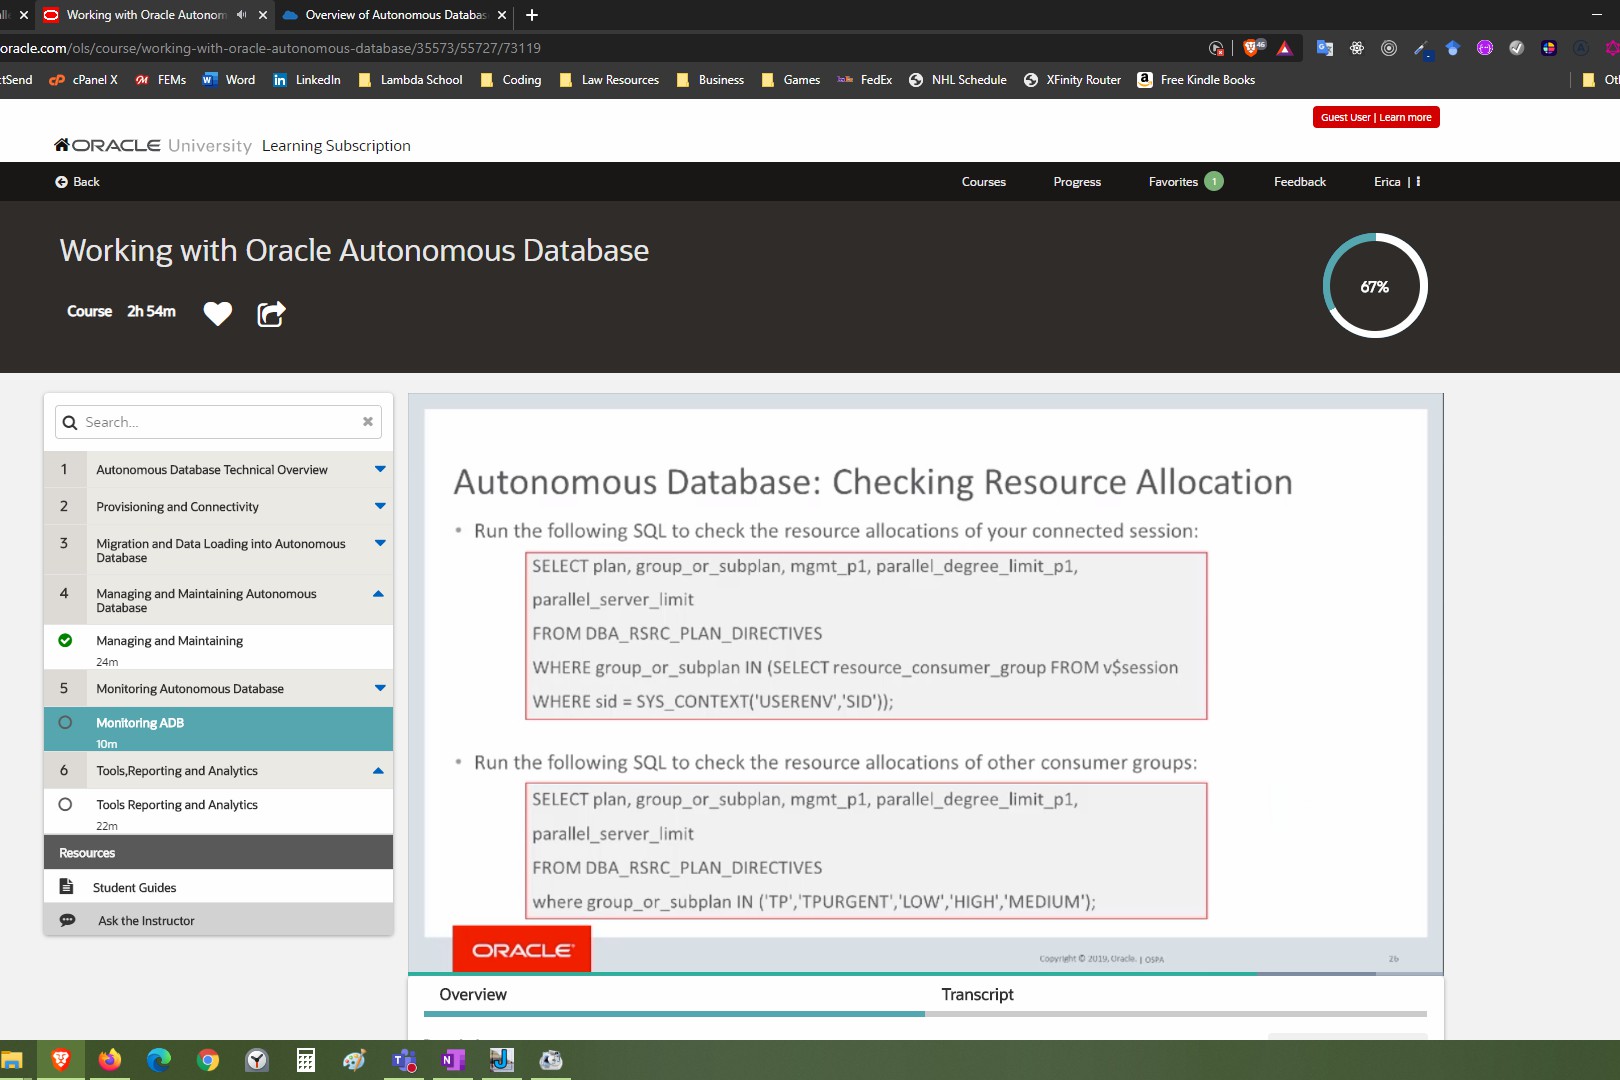 Working with Oracle Autonom
Overview of Autonomous Databas
oracle.com/ols/course/working-with-oracle-autonomous-database/35573/55727/73119
46
tSend
cPanel X
FEMs
Word
LinkedIn
Lambda School
Coding
Law Resources
Business
Games
FedEx
NHL Schedule
XFinity Router
Free Kindle Books
Guest User | Learn more
ORACLE University Learning Subscription
Back
Courses
Progress
Favorites 1
Feedback
Erica |
Working with Oracle Autonomous Database
Course 2h 54m
67%
Search...
1 Autonomous Database Technical Overview
2 Provisioning and Connectivity
3 Migration and Data Loading into Autonomous
Database
4 Managing and Maintaining Autonomous
Database
Managing and Maintaining
24m
5 Monitoring Autonomous Database
Monitoring ADB
10m
6 Tools,Reporting and Analytics
Tools Reporting and Analytics
22m
Resources
Student Guides
Ask the Instructor
Autonomous Database: Checking Resource Allocation
• Run the following SQL to check the resource allocations of your connected session:
SELECT plan, group_or_subplan, mgmt_p1, parallel_degree_limit_p1,
parallel_server_limit
FROM DBA_RSRC_PLAN_DIRECTIVES
WHERE group_or_subplan IN (SELECT resource_consumer_group FROM v$session
WHERE sid = SYS_CONTEXT('USERENV','SID'));
• Run the following SQL to check the resource allocations of other consumer groups:
SELECT plan, group_or_subplan, mgmt_p1, parallel_degree_limit_p1,
parallel_server_limit
FROM DBA_RSRC_PLAN_DIRECTIVES
where group_or_subplan IN ('TP','TPURGENT','LOW','HIGH','MEDIUM');
ORACLE
Copyright © 2019, Oracle. | OSPA
26
Overview
Transcript